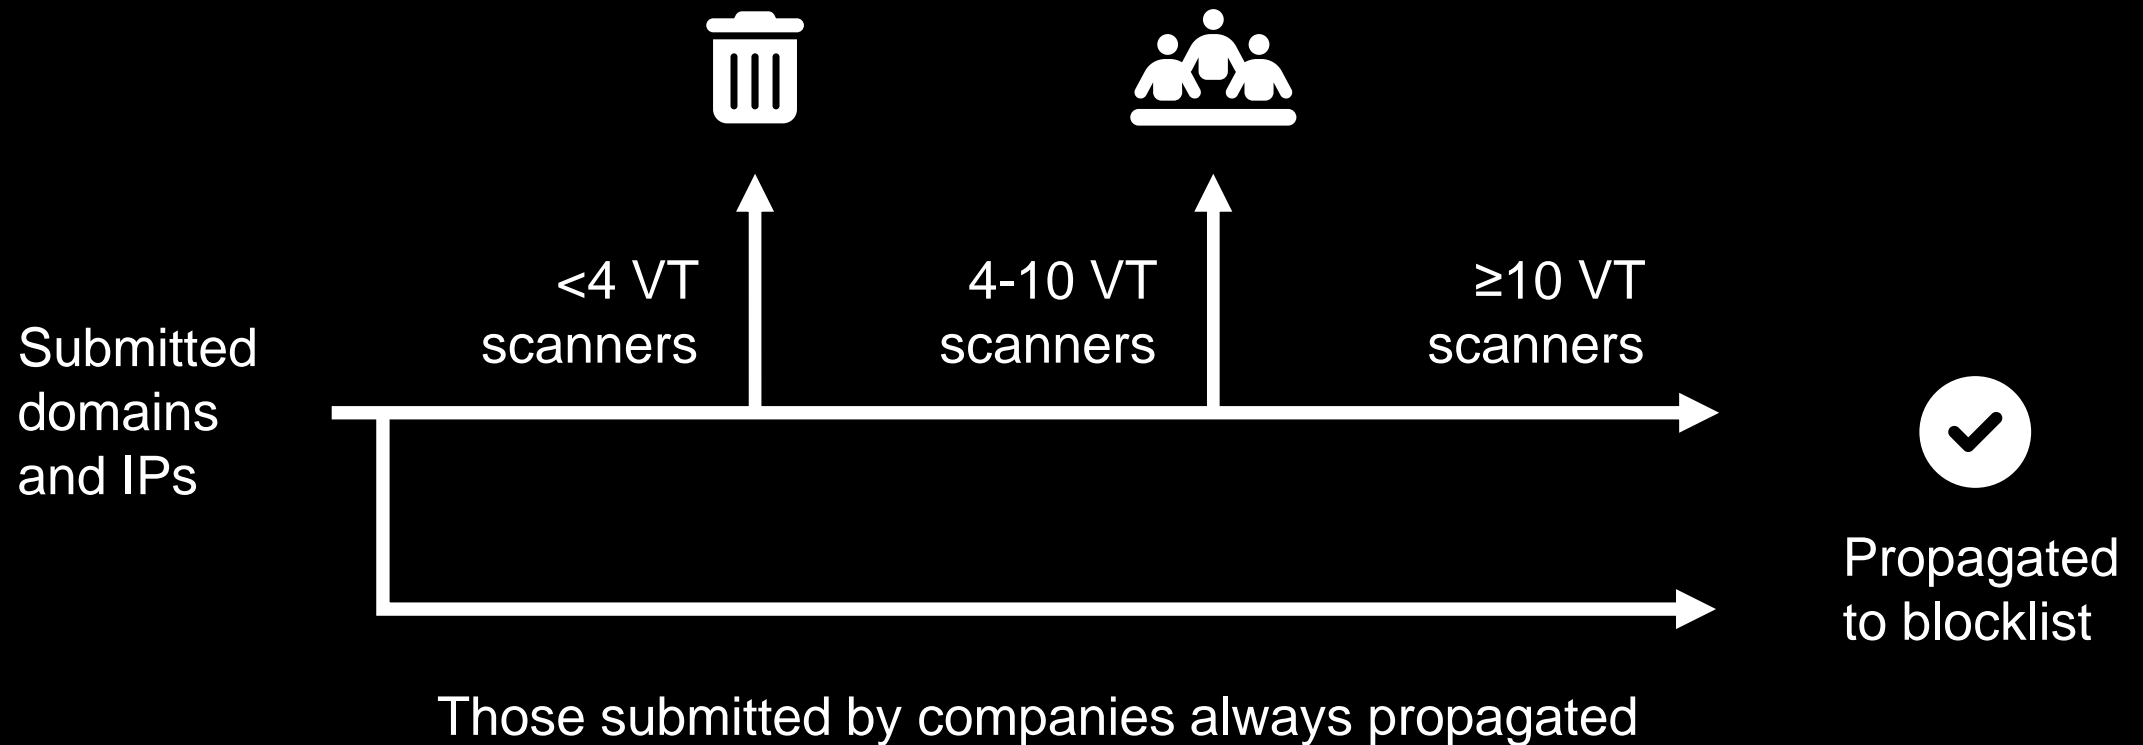 <4 VT
scanners
4-10 VT
scanners
≥10 VT
scanners
Submitted
domains
and IPs
Propagated
to blocklist
Those submitted by companies always propagated